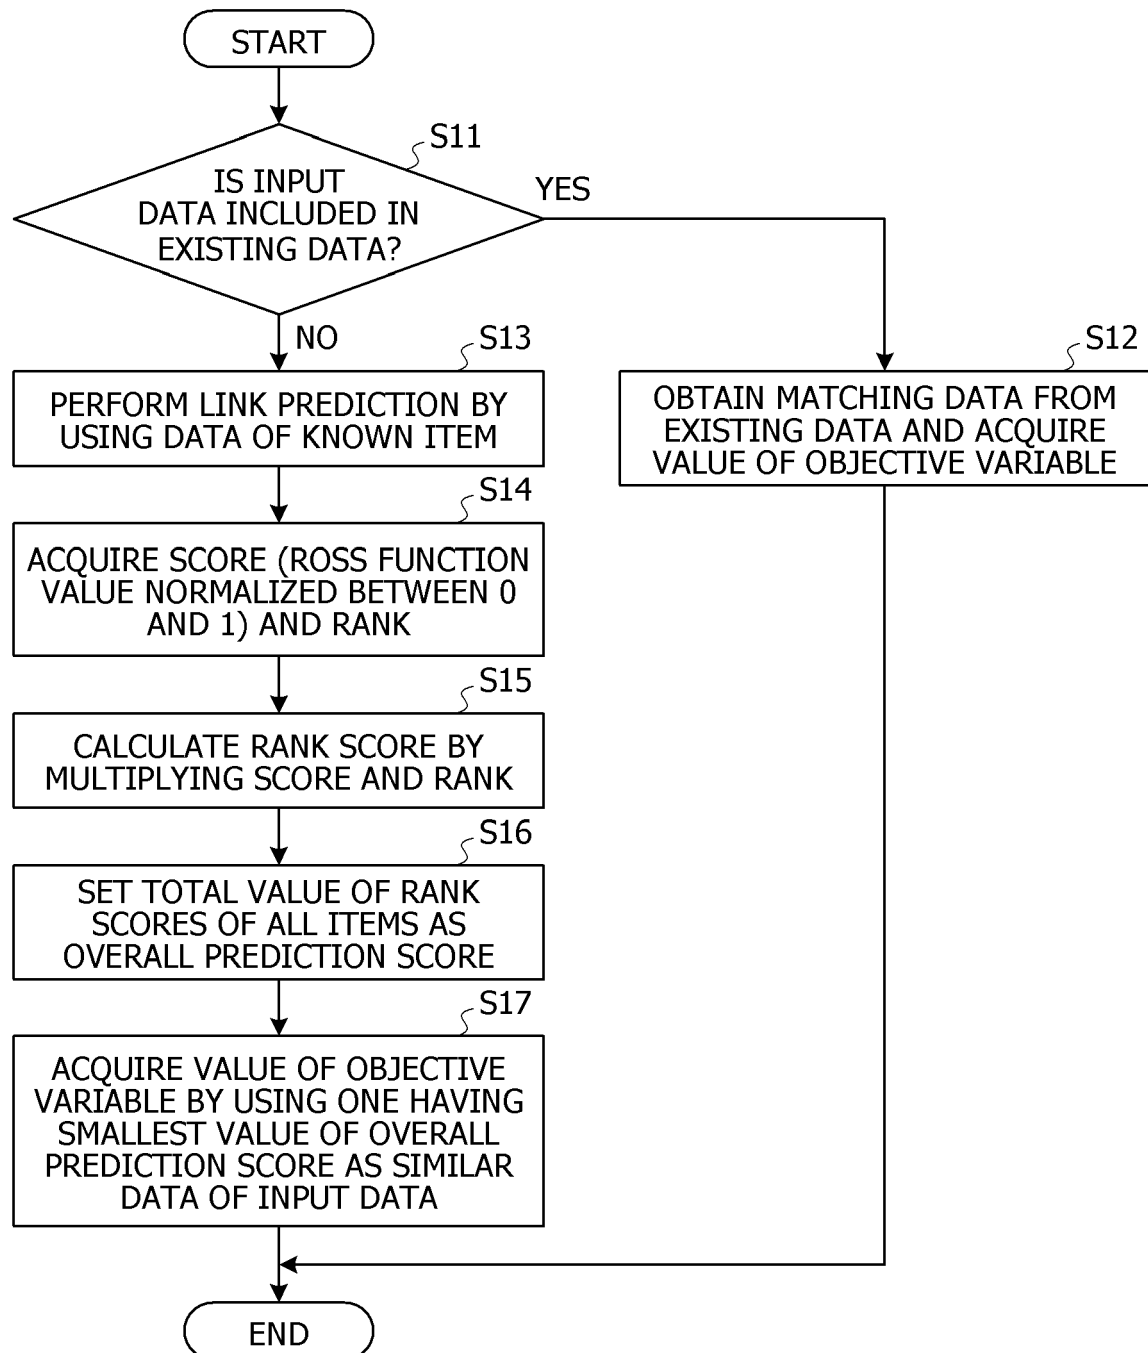 START
S11
IS INPUT
DATA INCLUDED IN
EXISTING DATA?
YES
NO
S13
PERFORM LINK PREDICTION BY
USING DATA OF KNOWN ITEM
S12
OBTAIN MATCHING DATA FROM
EXISTING DATA AND ACQUIRE
VALUE OF OBJECTIVE VARIABLE
S14
ACQUIRE SCORE (ROSS FUNCTION
VALUE NORMALIZED BETWEEN 0
AND 1) AND RANK
S15
CALCULATE RANK SCORE BY
MULTIPLYING SCORE AND RANK
S16
SET TOTAL VALUE OF RANK
SCORES OF ALL ITEMS AS
OVERALL PREDICTION SCORE
S17
ACQUIRE VALUE OF OBJECTIVE
VARIABLE BY USING ONE HAVING
SMALLEST VALUE OF OVERALL
PREDICTION SCORE AS SIMILAR
DATA OF INPUT DATA
END